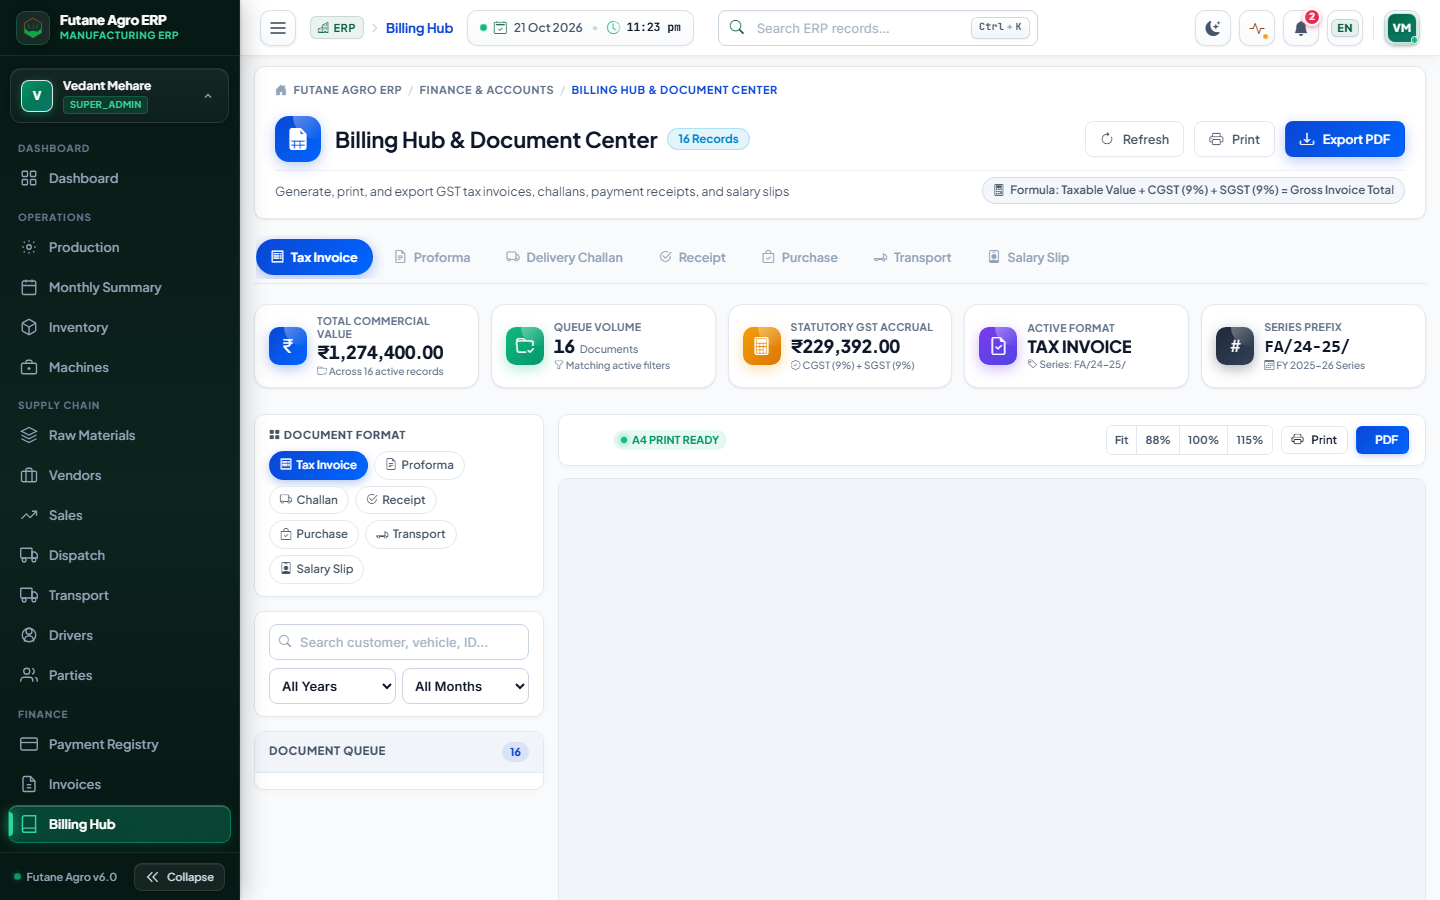 Futane Agro ERP
MANUFACTURING ERP
V
Vedant Mehare
SUPER_ADMIN
DASHBOARD
Dashboard
OPERATIONS
Production
Monthly Summary
Inventory
Machines
SUPPLY CHAIN
Raw Materials
Vendors
Sales
Dispatch
Transport
Drivers
Parties
FINANCE
Payment Registry
Invoices
Billing Hub
Futane Agro v6.0
Collapse
ERP
Billing Hub
21 Oct 2026 • 11:23 pm
Search ERP records...
Ctrl + K
2
EN
VM
FUTANE AGRO ERP / FINANCE & ACCOUNTS / BILLING HUB & DOCUMENT CENTER
Billing Hub & Document Center
16 Records
Refresh
Print
Export PDF
Generate, print, and export GST tax invoices, challans, payment receipts, and salary slips
Formula: Taxable Value + CGST (9%) + SGST (9%) = Gross Invoice Total
Tax Invoice
Proforma
Delivery Challan
Receipt
Purchase
Transport
Salary Slip
₹
TOTAL COMMERCIAL
VALUE
₹1,274,400.00
Across 16 active records
QUEUE VOLUME
16 Documents
Matching active filters
STATUTORY GST ACCRUAL
₹229,392.00
CGST (9%) + SGST (9%)
ACTIVE FORMAT
TAX INVOICE
Series: FA/24-25/
#
SERIES PREFIX
FA/24-25/
FY 2025-26 Series
DOCUMENT FORMAT
Tax Invoice
Proforma
Challan
Receipt
Purchase
Transport
Salary Slip
Search customer, vehicle, ID...
All Years
All Months
DOCUMENT QUEUE
16
A4 PRINT READY
Fit
88%
100%
115%
Print
PDF